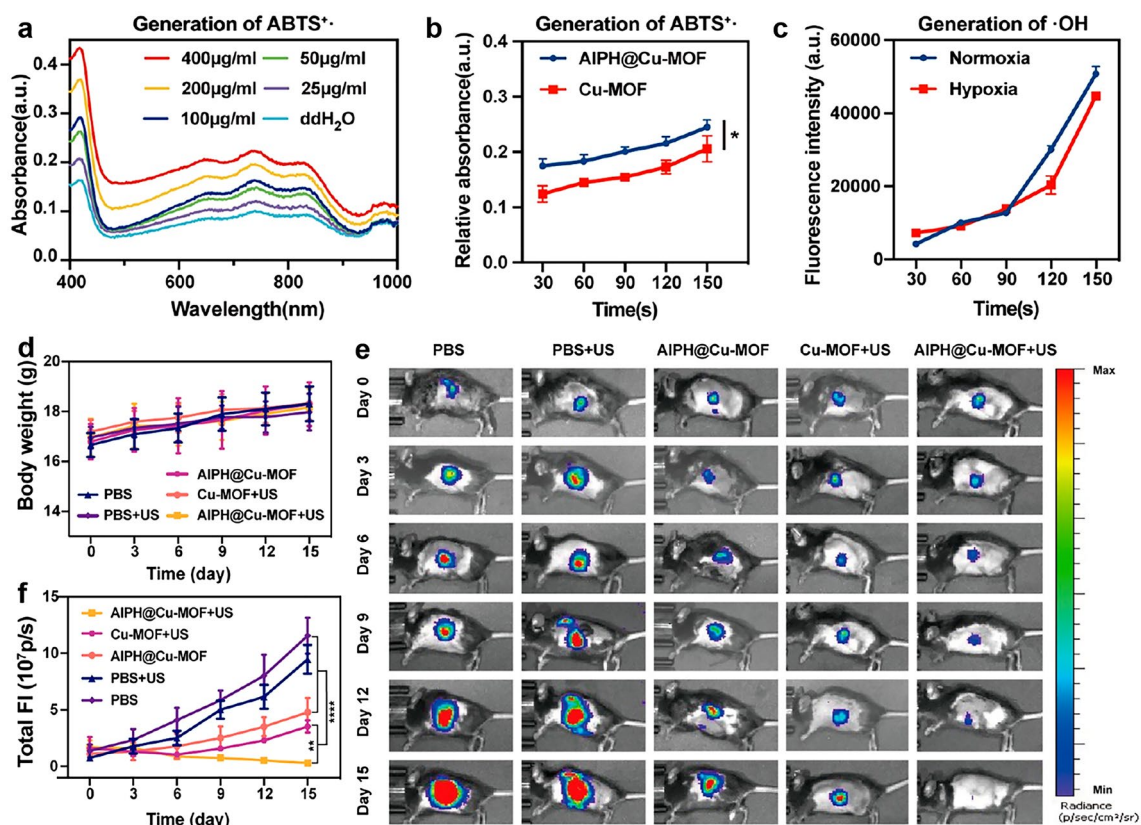 a
Generation of ABTS⁺·
Absorbance(a.u.)
0.4
0.3
0.2
0.1
0.0
400μg/ml
50μg/ml
200μg/ml
25μg/ml
100μg/ml
ddH₂O
400
600
800
1000
Wavelength(nm)
b
Generation of ABTS⁺·
Relative absorbance(a.u.)
0.4
0.3
0.2
0.1
0.0
AIPH@Cu-MOF
Cu-MOF
*
30
60
90
120
150
Time(s)
c
Generation of ·OH
Fluorescence intensity (a.u.)
60000
40000
20000
0
Normoxia
Hypoxia
30
60
90
120
150
Time(s)
d
Body weight (g)
20
18
16
14
AIPH@Cu-MOF
PBS
Cu-MOF+US
PBS+US
AIPH@Cu-MOF+US
0
3
6
9
12
15
Time (day)
e
PBS
PBS+US
AIPH@Cu-MOF
Cu-MOF+US
AIPH@Cu-MOF+US
Day 0
Day 3
Day 6
Day 9
Day 12
Day 15
Max
Min
Radiance
(p/sec/cm²/sr)
f
Total FI (10⁷p/s)
15
10
5
0
AIPH@Cu-MOF+US
Cu-MOF+US
AIPH@Cu-MOF
PBS+US
PBS
****
**
0
3
6
9
12
15
Time (day)